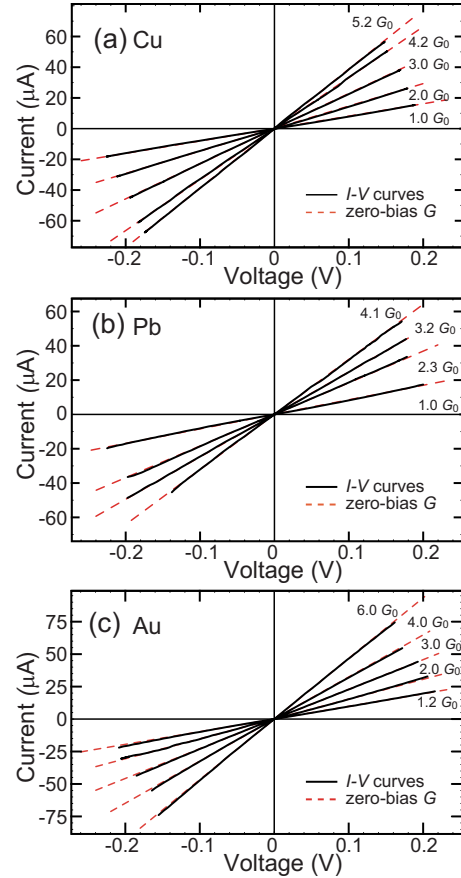 (a) Cu
5.2 G₀
4.2 G₀
3.0 G₀
2.0 G₀
1.0 G₀
60
40
20
0
-20
-40
-60
Current (μA)
I-V curves
zero-bias G
-0.2
-0.1
0
0.1
0.2
Voltage (V)
(b) Pb
4.1 G₀
3.2 G₀
2.3 G₀
1.0 G₀
60
40
20
0
-20
-40
-60
Current (μA)
I-V curves
zero-bias G
-0.2
-0.1
0
0.1
0.2
Voltage (V)
(c) Au
6.0 G₀
4.0 G₀
3.0 G₀
2.0 G₀
1.2 G₀
75
50
25
0
-25
-50
-75
Current (μA)
I-V curves
zero-bias G
-0.2
-0.1
0
0.1
0.2
Voltage (V)